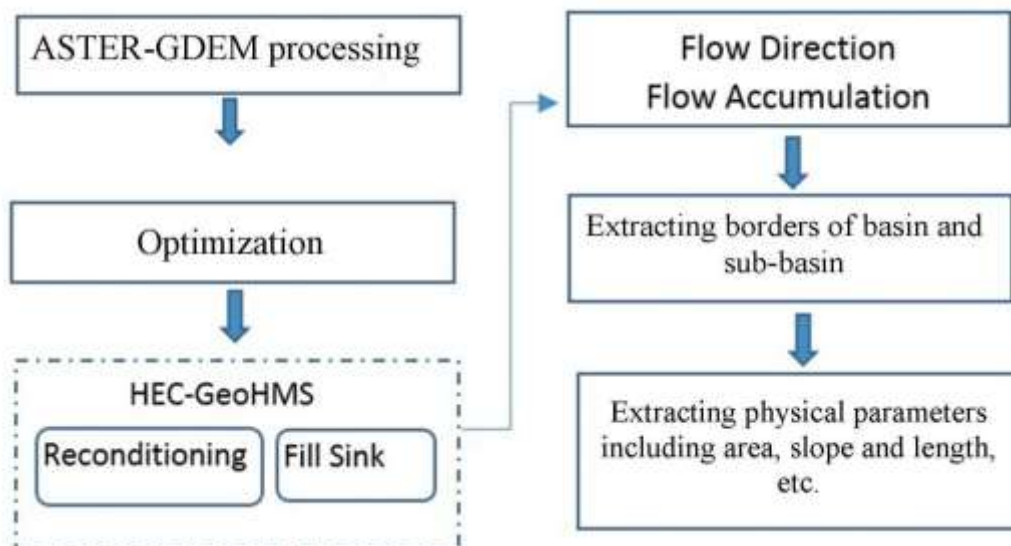 ASTER-GDEM processing
Optimization
HEC-GeoHMS
Reconditioning
Fill Sink
Flow Direction
Flow Accumulation
Extracting borders of basin and
sub-basin
Extracting physical parameters
including area, slope and length,
etc.